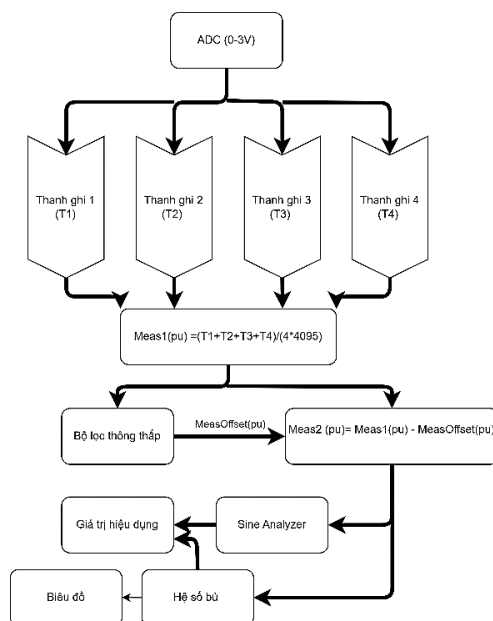 ADC (0-3V)
Thanh ghi 1
(T1)
Thanh ghi 2
(T2)
Thanh ghi 3
(T3)
Thanh ghi 4
(T4)
Meas1(pu) =(T1+T2+T3+T4)/(4*4095)
Bộ lọc thông thấp
MeasOffset(pu)
Meas2 (pu)= Meas1(pu) - MeasOffset(pu)
Giá trị hiệu dụng
Sine Analyzer
Biêu đồ
Hệ số bù